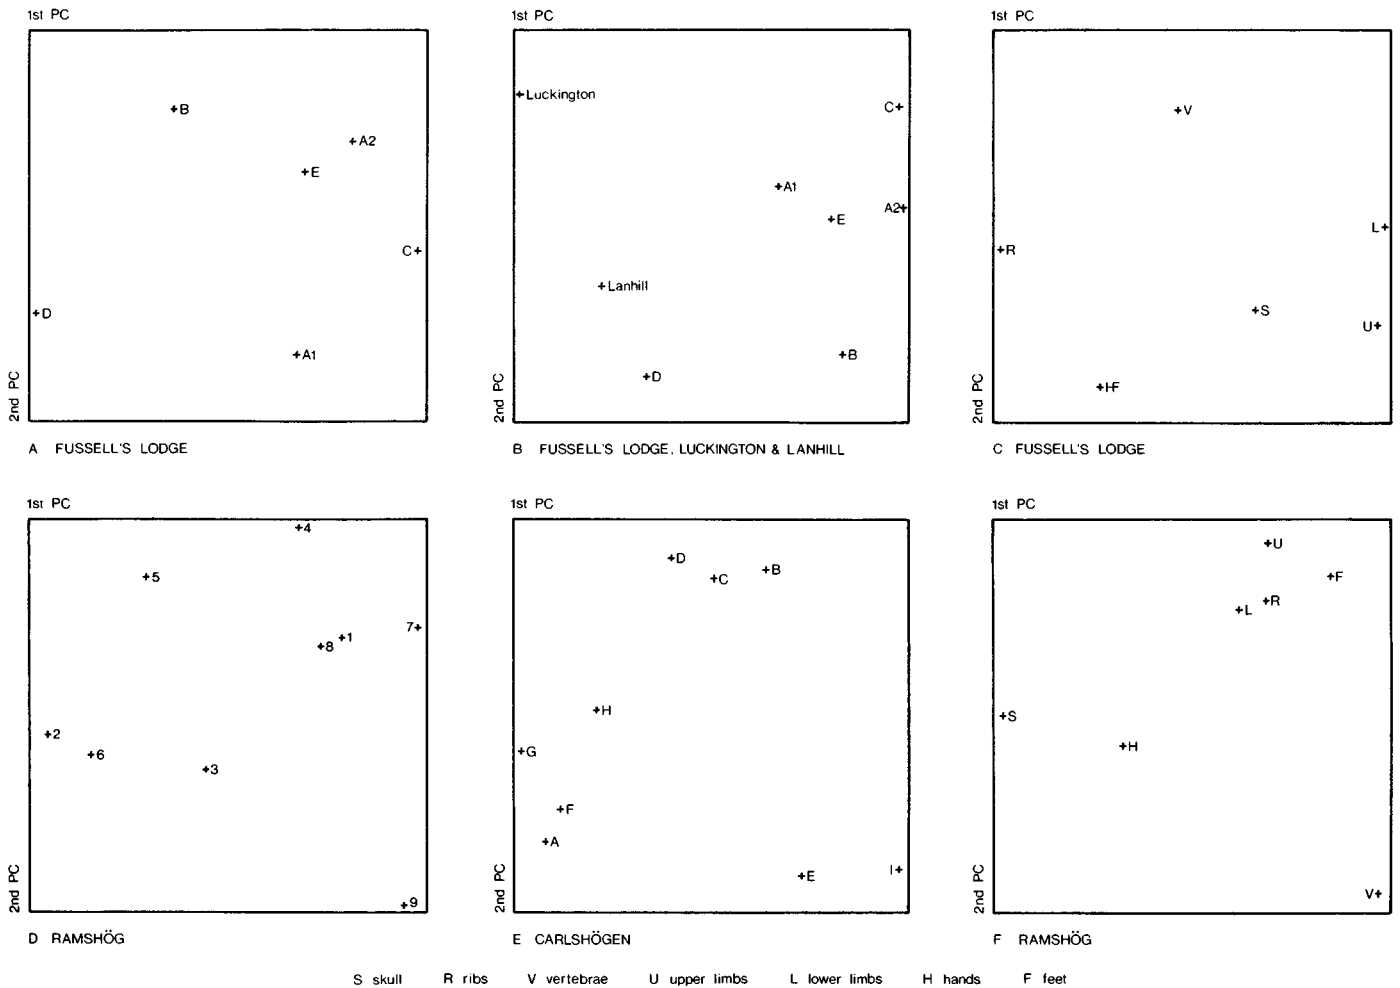 1st PC
B
A2
E
C
D
A1
2nd PC
A FUSSELL'S LODGE
1st PC
Luckington
C
A1
A2
E
Lanhill
B
D
2nd PC
B FUSSELL'S LODGE, LUCKINGTON & LANHILL
1st PC
V
L
R
S
U
HF
2nd PC
C FUSSELL'S LODGE
1st PC
4
5
7
1
8
2
6
3
9
2nd PC
D RAMSHÖG
1st PC
D
B
C
H
G
F
A
I
E
2nd PC
E CARLSHÖGEN
1st PC
U
F
R
L
S
H
V
2nd PC
F RAMSHÖG
S skull R ribs V vertebrae U upper limbs L lower limbs H hands F feet